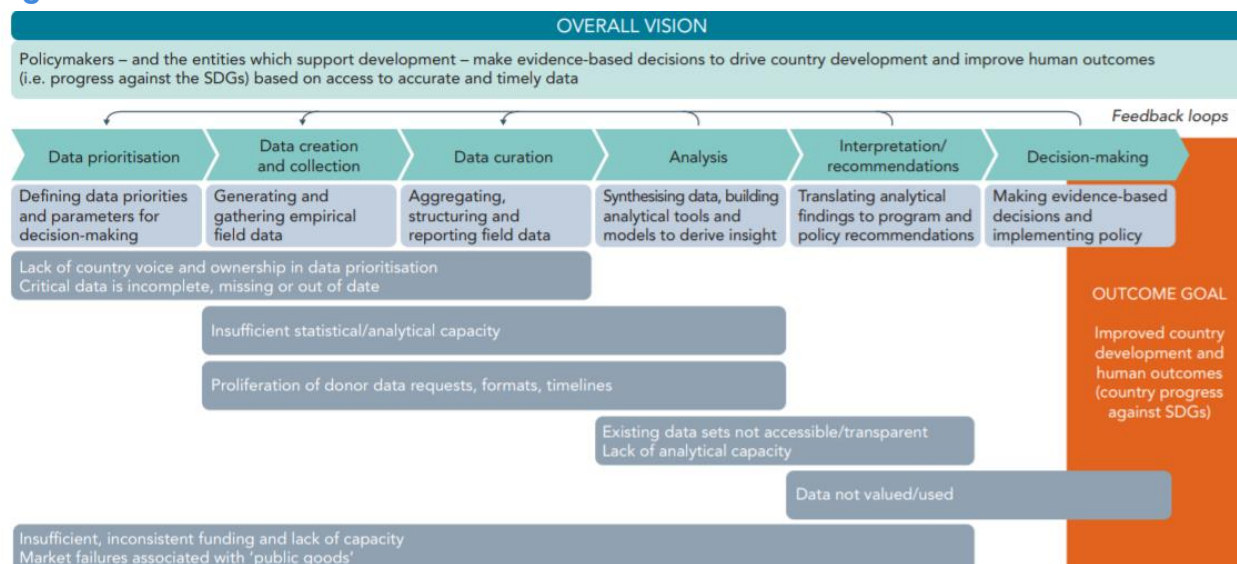 OVERALL VISION
Policymakers – and the entities which support development – make evidence-based decisions to drive country development and improve human outcomes
(i.e. progress against the SDGs) based on access to accurate and timely data
Feedback loops
Data prioritisation
Data creation
and collection
Data curation
Analysis
Interpretation/
recommendations
Decision-making
Defining data priorities
and parameters for
decision-making
Generating and
gathering empirical
field data
Aggregating,
structuring and
reporting field data
Synthesising data, building
analytical tools and
models to derive insight
Translating analytical
findings to program and
policy recommendations
Making evidence-based
decisions and
implementing policy
Lack of country voice and ownership in data prioritisation
Critical data is incomplete, missing or out of date
Insufficient statistical/analytical capacity
Proliferation of donor data requests, formats, timelines
Existing data sets not accessible/transparent
Lack of analytical capacity
Data not valued/used
Insufficient, inconsistent funding and lack of capacity
Market failures associated with ‘public goods’
OUTCOME GOAL
Improved country
development and
human outcomes
(country progress
against SDGs)